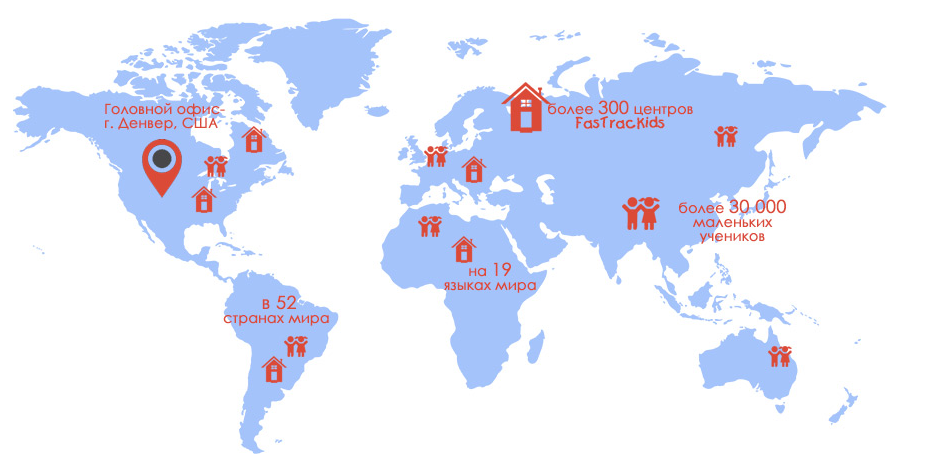 Головной офис-
г. Денвер, США
более 300 центров
FasTracKids
более 30 000
маленьких
учеников
на 19
языках мира
в 52
странах мира